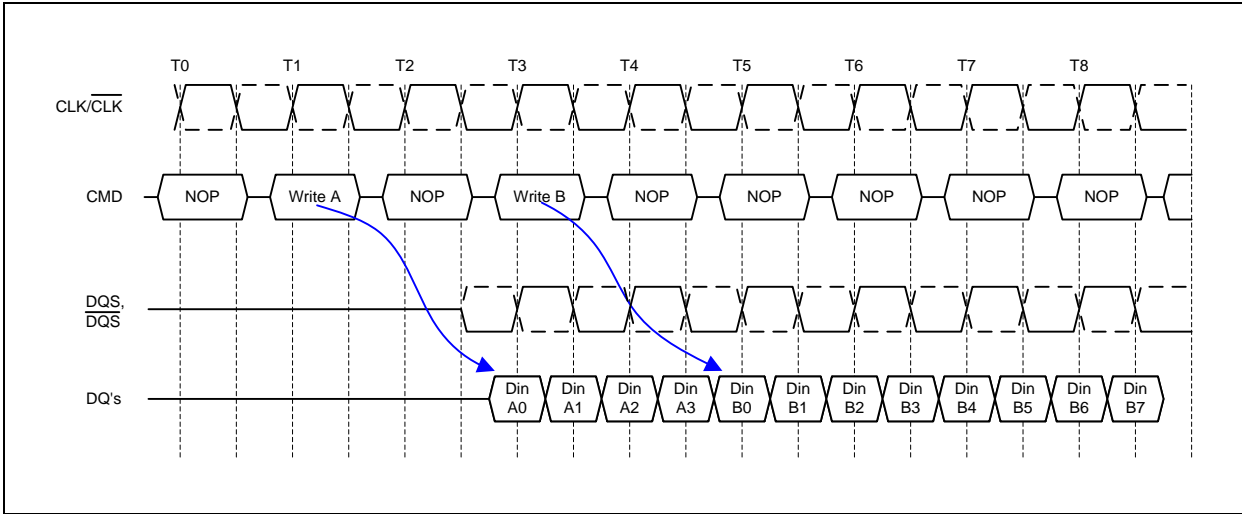 T0 T1 T2 T3 T4 T5 T6 T7 T8
CLK/CLK
CMD NOP Write A NOP Write B NOP NOP NOP NOP NOP
DQS,
DQS
Din Din Din Din Din Din Din Din Din Din Din Din
DQ's A0 A1 A2 A3 B0 B1 B2 B3 B4 B5 B6 B7